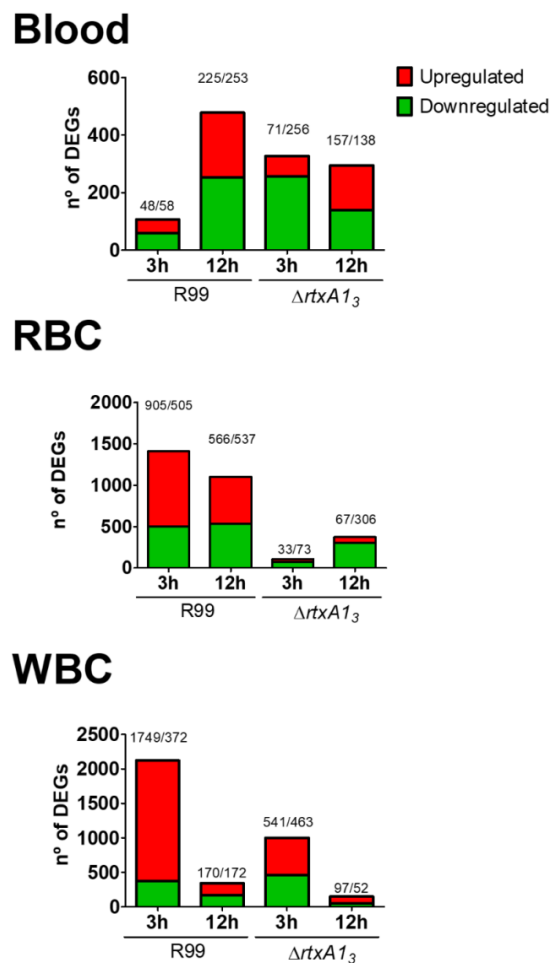 Blood
600
225/253
Upregulated
Downregulated
400
71/256
157/138
nº of DEGs
200
48/58
0
3h 12h 3h 12h
R99 ΔrtxA1₃
RBC
2000
905/505
1500
566/537
nº of DEGs
1000
500
67/306
33/73
0
3h 12h 3h 12h
R99 ΔrtxA1₃
WBC
2500
1749/372
2000
nº of DEGs
1500
541/463
1000
500
170/172
97/52
0
3h 12h 3h 12h
R99 ΔrtxA1₃